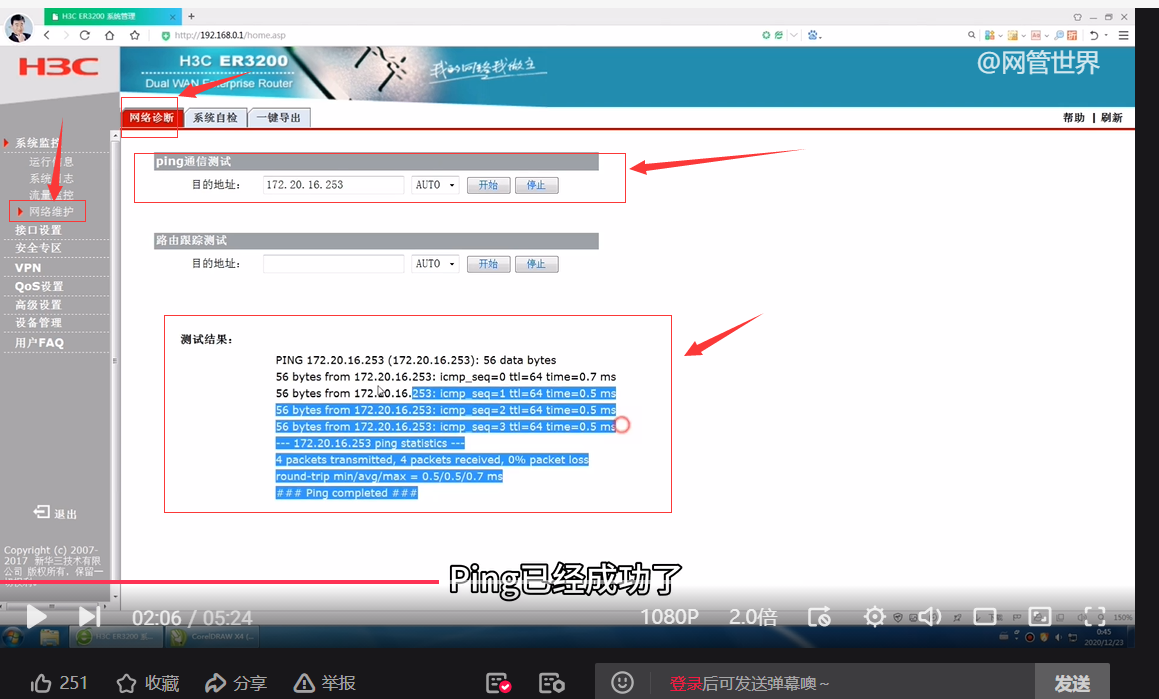 H3C ER3200 系统管理
http://192.168.0.1/home.asp
H3C
H3C ER3200
Dual WAN Enterprise Router
我的网络我做主
@网管世界
网络诊断 系统自检 一键导出
帮助 | 刷新
系统监控
运行信息
系统日志
流量监控
网络维护
接口设置
安全专区
VPN
QoS设置
高级设置
设备管理
用户FAQ
退出
Copyright (c) 2007-
2017 新华三技术有限
公司 版权所有，保留一
切权利。
ping通信测试
目的地址： 172.20.16.253 AUTO 开始 停止
路由跟踪测试
目的地址： AUTO 开始 停止
测试结果：
PING 172.20.16.253 (172.20.16.253): 56 data bytes
56 bytes from 172.20.16.253: icmp_seq=0 ttl=64 time=0.7 ms
56 bytes from 172.20.16.253: icmp_seq=1 ttl=64 time=0.5 ms
56 bytes from 172.20.16.253: icmp_seq=2 ttl=64 time=0.5 ms
56 bytes from 172.20.16.253: icmp_seq=3 ttl=64 time=0.5 ms
--- 172.20.16.253 ping statistics ---
4 packets transmitted, 4 packets received, 0% packet loss
round-trip min/avg/max = 0.5/0.5/0.7 ms
### Ping completed ###
Ping已经成功了
02:06 / 05:24
1080P 2.0倍
150%
H3C ER3200 系...
CorelDRAW X4 (...
0:45
2020/12/23
251 收藏 分享 举报
登录后可发送弹幕噢~
发送